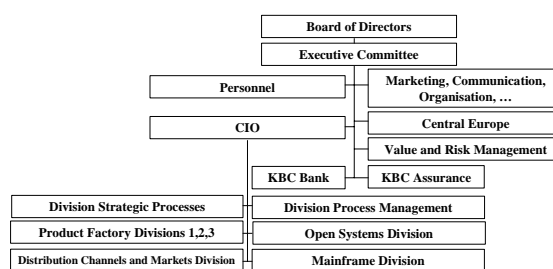 Board of Directors
Executive Committee
Personnel
Marketing, Communication,
Organisation, …
CIO
Central Europe
Value and Risk Management
KBC Bank
KBC Assurance
Division Strategic Processes
Division Process Management
Product Factory Divisions 1,2,3
Open Systems Division
Distribution Channels and Markets Division
Mainframe Division